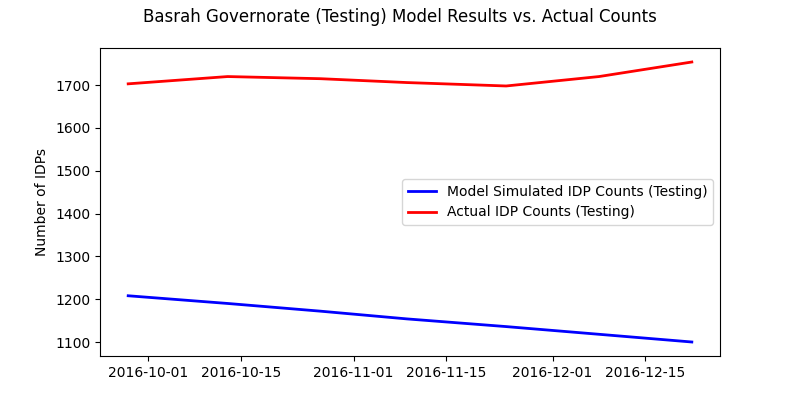 Basrah Governorate (Testing) Model Results vs. Actual Counts
1700
1600
1500
1400
1300
1200
1100
Number of IDPs
Model Simulated IDP Counts (Testing)
Actual IDP Counts (Testing)
2016-10-01 2016-10-15 2016-11-01 2016-11-15 2016-12-01 2016-12-15